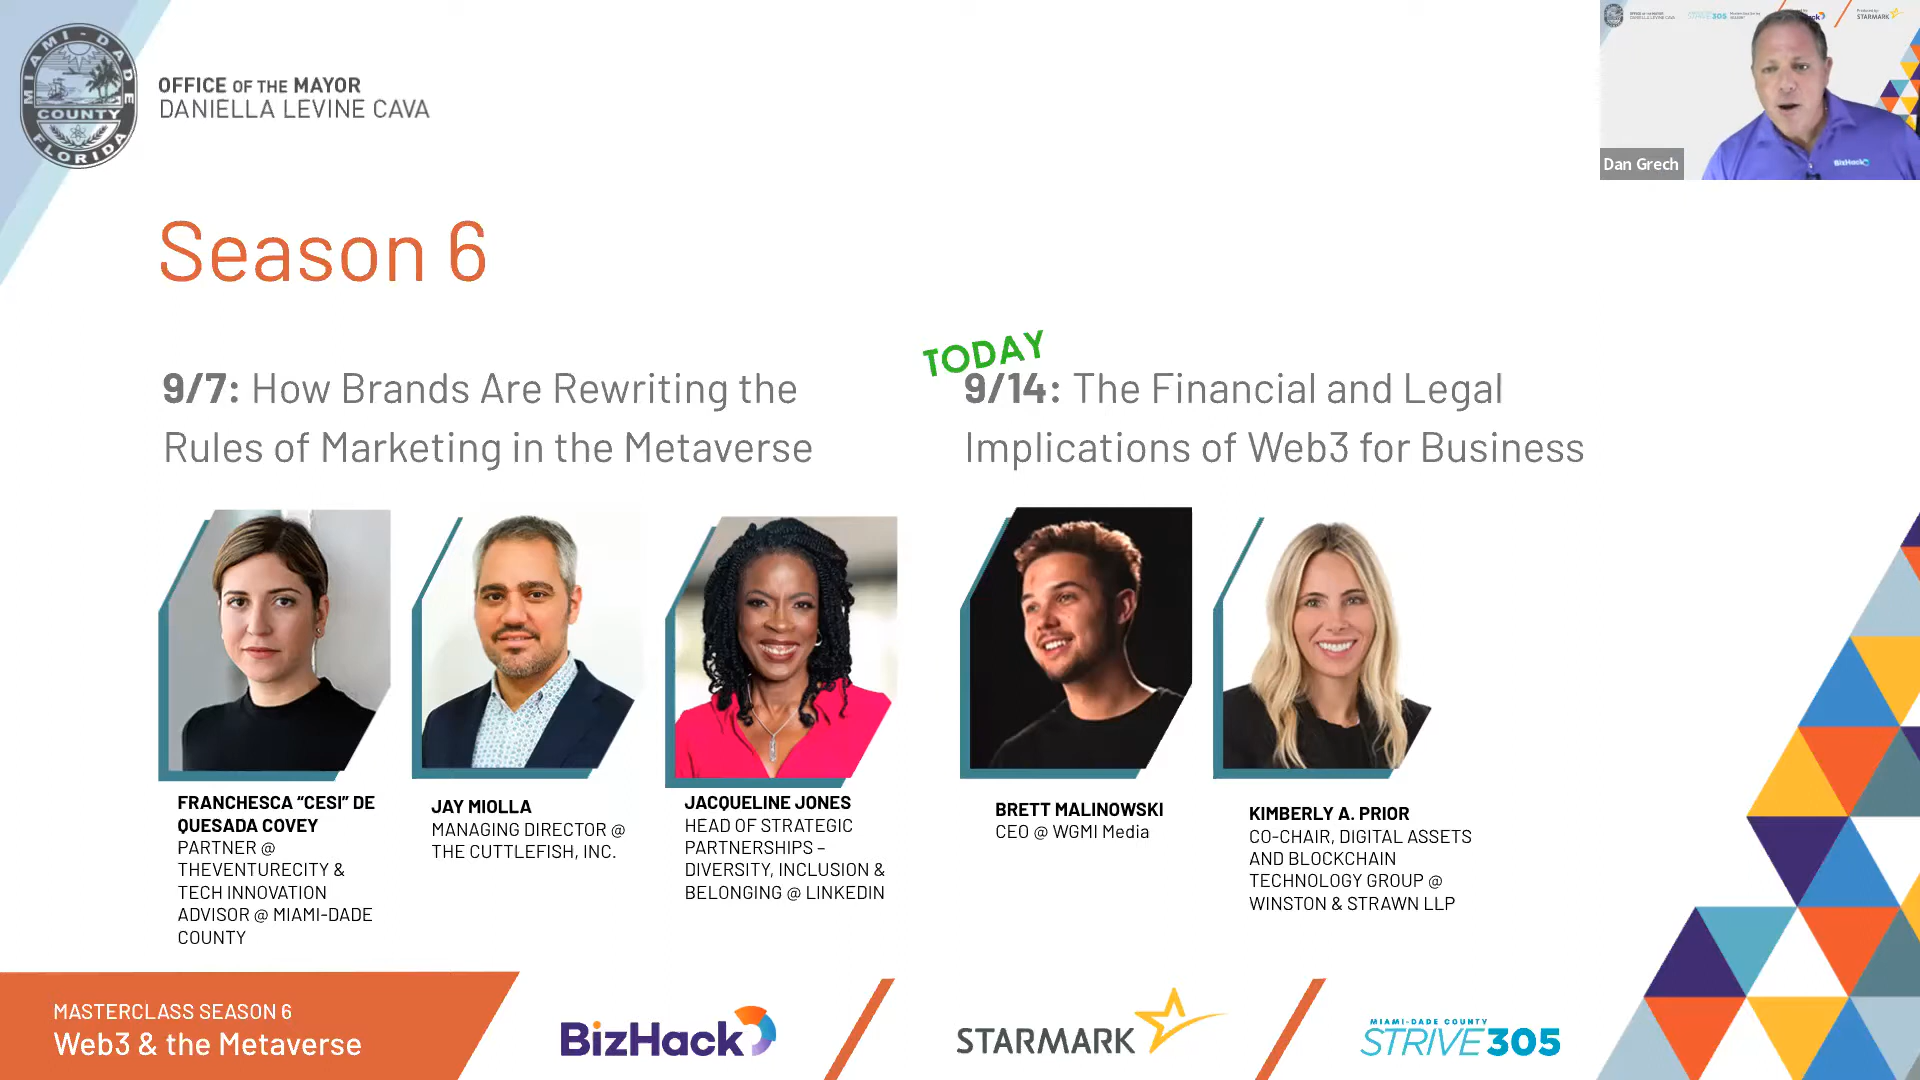 MIAMI-DADE
COUNTY
FLORIDA
OFFICE OF THE MAYOR
DANIELLA LEVINE CAVA
STRIVE305
STARMARK
Dan Grech
BizHack
Season 6
TODAY
9/7: How Brands Are Rewriting the
Rules of Marketing in the Metaverse
9/14: The Financial and Legal
Implications of Web3 for Business
FRANCHESCA “CESI” DE
QUESADA COVEY
PARTNER @
THEVENTURECITY &
TECH INNOVATION
ADVISOR @ MIAMI-DADE
COUNTY
JAY MIOLLA
MANAGING DIRECTOR @
THE CUTTLEFISH, INC.
JACQUELINE JONES
HEAD OF STRATEGIC
PARTNERSHIPS –
DIVERSITY, INCLUSION &
BELONGING @ LINKEDIN
BRETT MALINOWSKI
CEO @ WGMI Media
KIMBERLY A. PRIOR
CO-CHAIR, DIGITAL ASSETS
AND BLOCKCHAIN
TECHNOLOGY GROUP @
WINSTON & STRAWN LLP
MASTERCLASS SEASON 6
Web3 & the Metaverse
BizHack
STARMARK
MIAMI-DADE COUNTY
STRIVE305